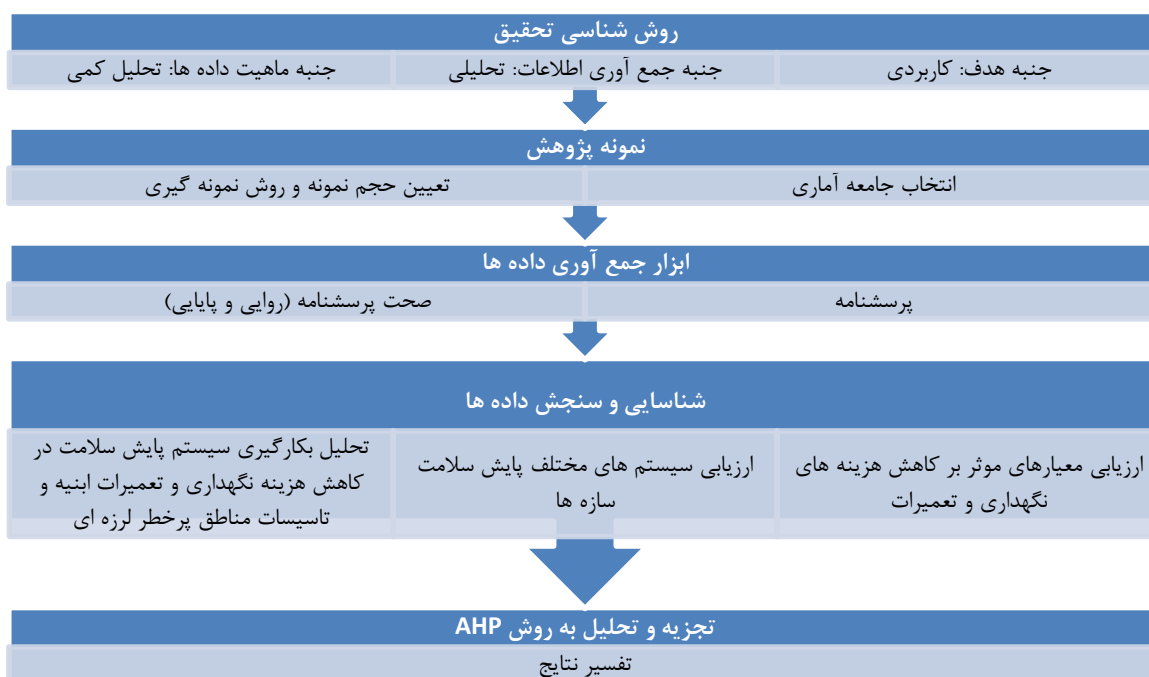 روش شناسی تحقیق
جنبه هدف: کاربردی
جنبه جمع آوری اطلاعات: تحلیلی
جنبه ماهیت داده ها: تحلیل کمی
نمونه پژوهش
انتخاب جامعه آماری
تعیین حجم نمونه و روش نمونه گیری
ابزار جمع آوری داده ها
پرسشنامه
صحت پرسشنامه (روایی و پایایی)
شناسایی و سنجش داده ها
ارزیابی معیارهای موثر بر کاهش هزینه های
نگهداری و تعمیرات
ارزیابی سیستم های مختلف پایش سلامت
سازه ها
تحلیل بکارگیری سیستم پایش سلامت در
کاهش هزینه نگهداری و تعمیرات ابنیه و
تاسیسات مناطق پرخطر لرزه ای
تجزیه و تحلیل به روش AHP
تفسیر نتایج